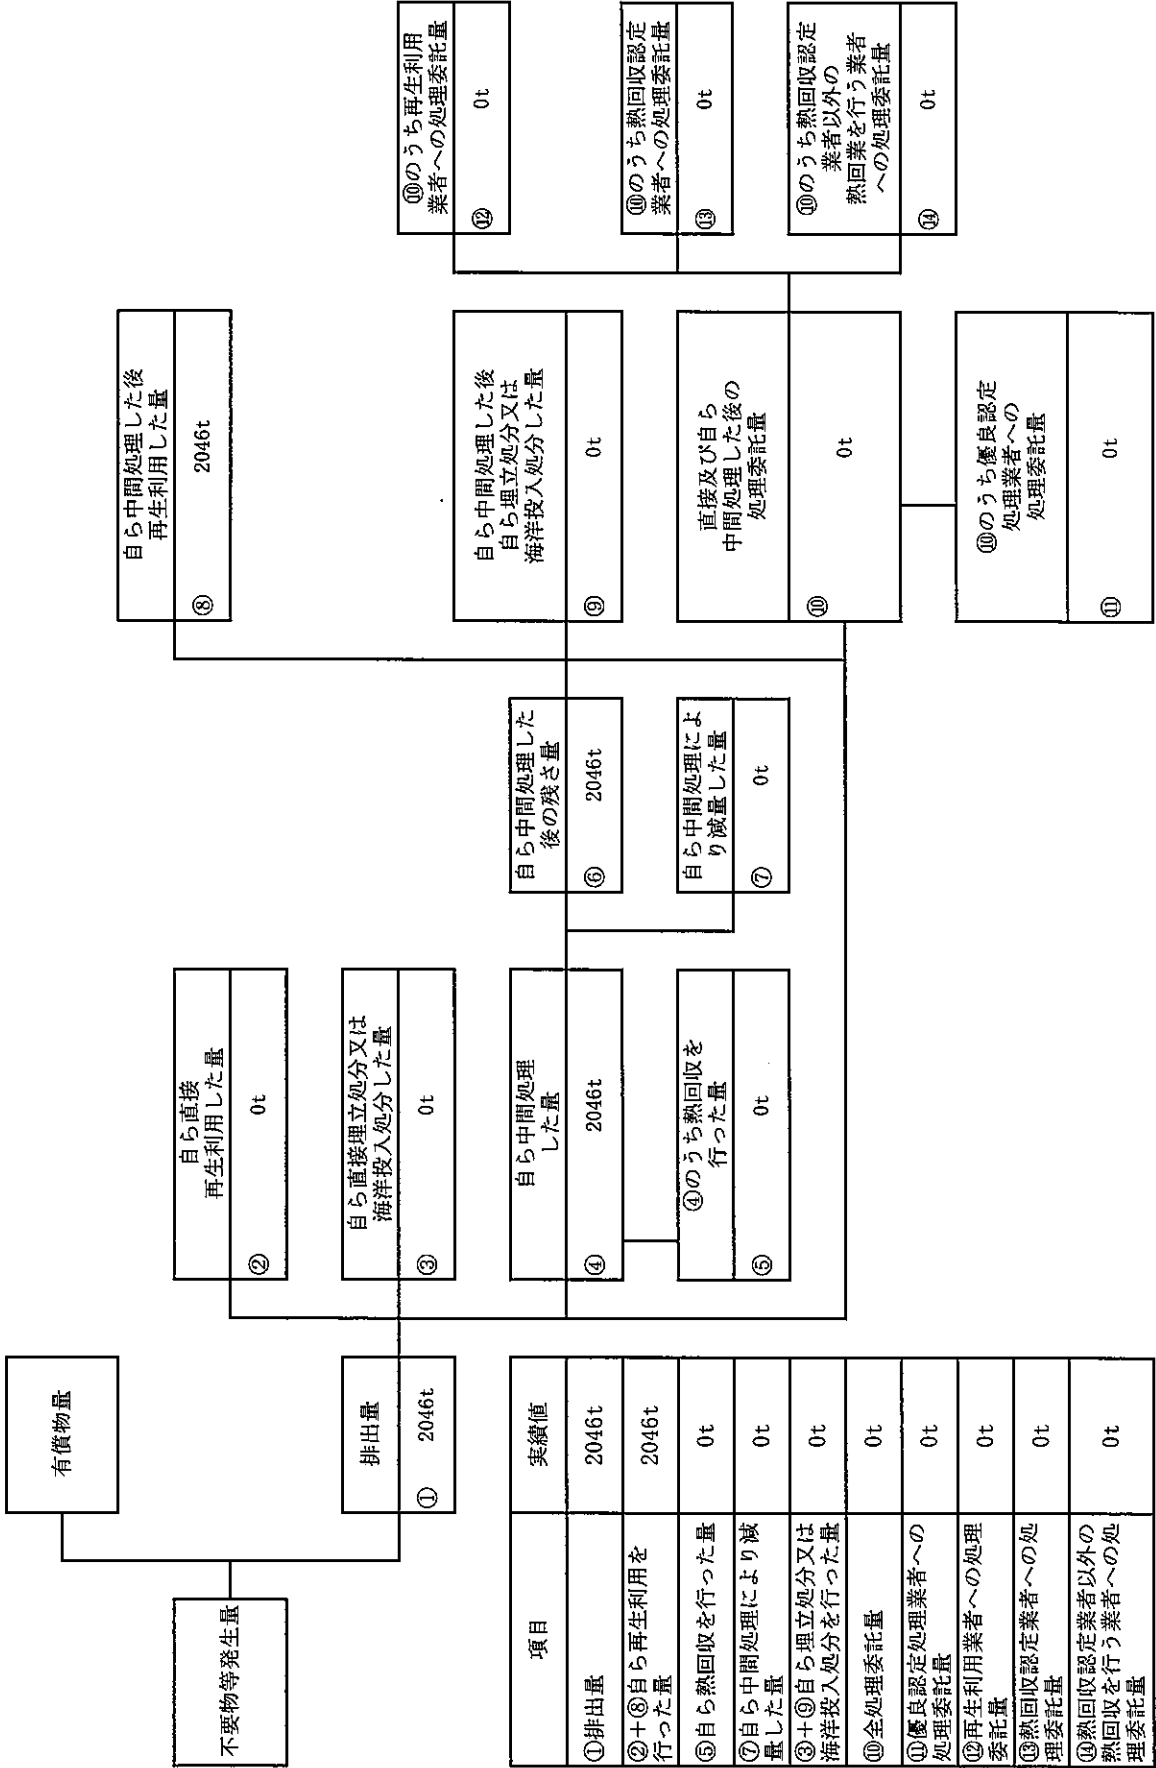 不要物等発生量
有償物量
排出量
① 2046t
自ら直接
再生利用した量
② 0t
自ら直接埋立処分又は
海洋投入処分した量
③ 0t
自ら中間処理
した量
④ 2046t
④のうち熱回収を
行った量
⑤ 0t
自ら中間処理した
後の残さ量
⑥ 2046t
自ら中間処理によ
り減量した量
⑦ 0t
自ら中間処理した後
再生利用した量
⑧ 2046t
自ら中間処理した後
自ら埋立処分又は
海洋投入処分した量
⑨ 0t
直接及び自ら
中間処理した後の
処理委託量
⑩ 0t
⑩のうち優良認定
処理業者への
処理委託量
⑪ 0t
⑩のうち再生利用
業者への処理委託量
⑫ 0t
⑩のうち熱回収認定
業者への処理委託量
⑬ 0t
⑩のうち熱回収認定
業者以外の
熱回業を行う業者
への処理委託量
⑭ 0t
項目 実績値
①排出量 2046t
②+⑧自ら再生利用を
行った量 2046t
⑤自ら熱回収を行った量 0t
⑦自ら中間処理により減
量した量 0t
③+⑨自ら埋立処分又は
海洋投入処分を行った量 0t
⑩全処理委託量 0t
⑪優良認定処理業者への
処理委託量 0t
⑫再生利用業者への処理
委託量 0t
⑬熱回収認定業者への処
理委託量 0t
⑭熱回収認定業者以外の
熱回収を行う業者への処
理委託量 0t